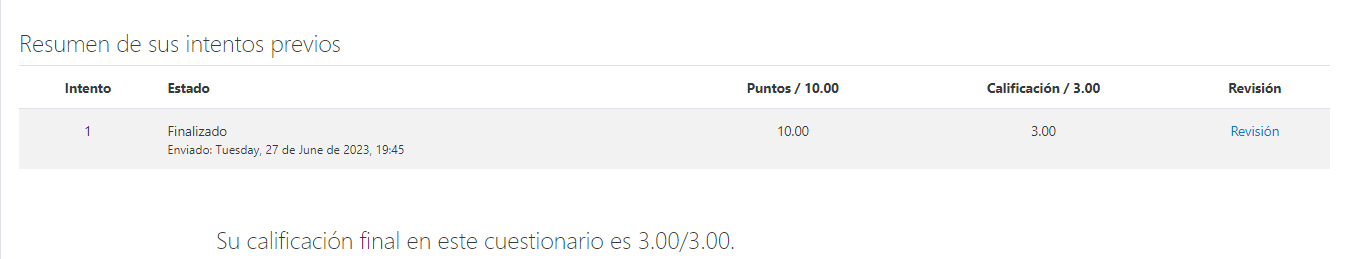 Resumen de sus intentos previos
Intento Estado Puntos / 10.00 Calificación / 3.00 Revisión
1 Finalizado 10.00 3.00 Revisión
Enviado: Tuesday, 27 de June de 2023, 19:45
Su calificación final en este cuestionario es 3.00/3.00.